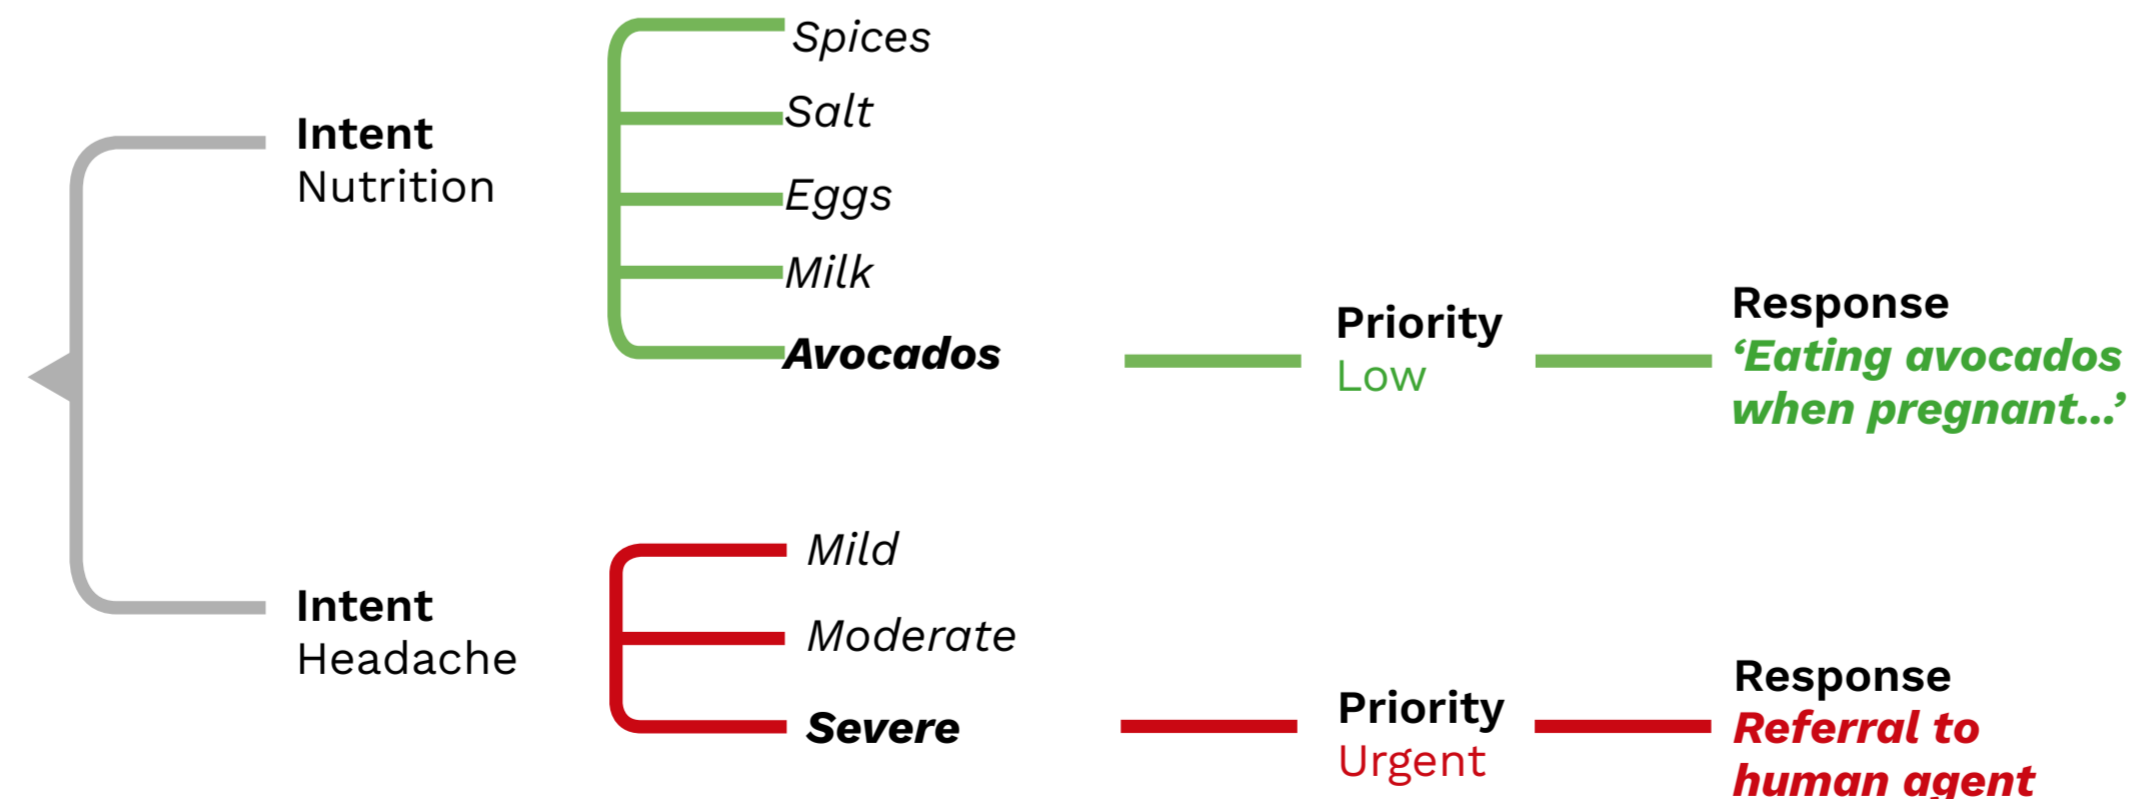 Intent
Nutrition
Spices
Salt
Eggs
Milk
Avocados
Priority
Low
Response
‘Eating avocados
when pregnant...’
Intent
Headache
Mild
Moderate
Severe
Priority
Urgent
Response
Referral to
human agent